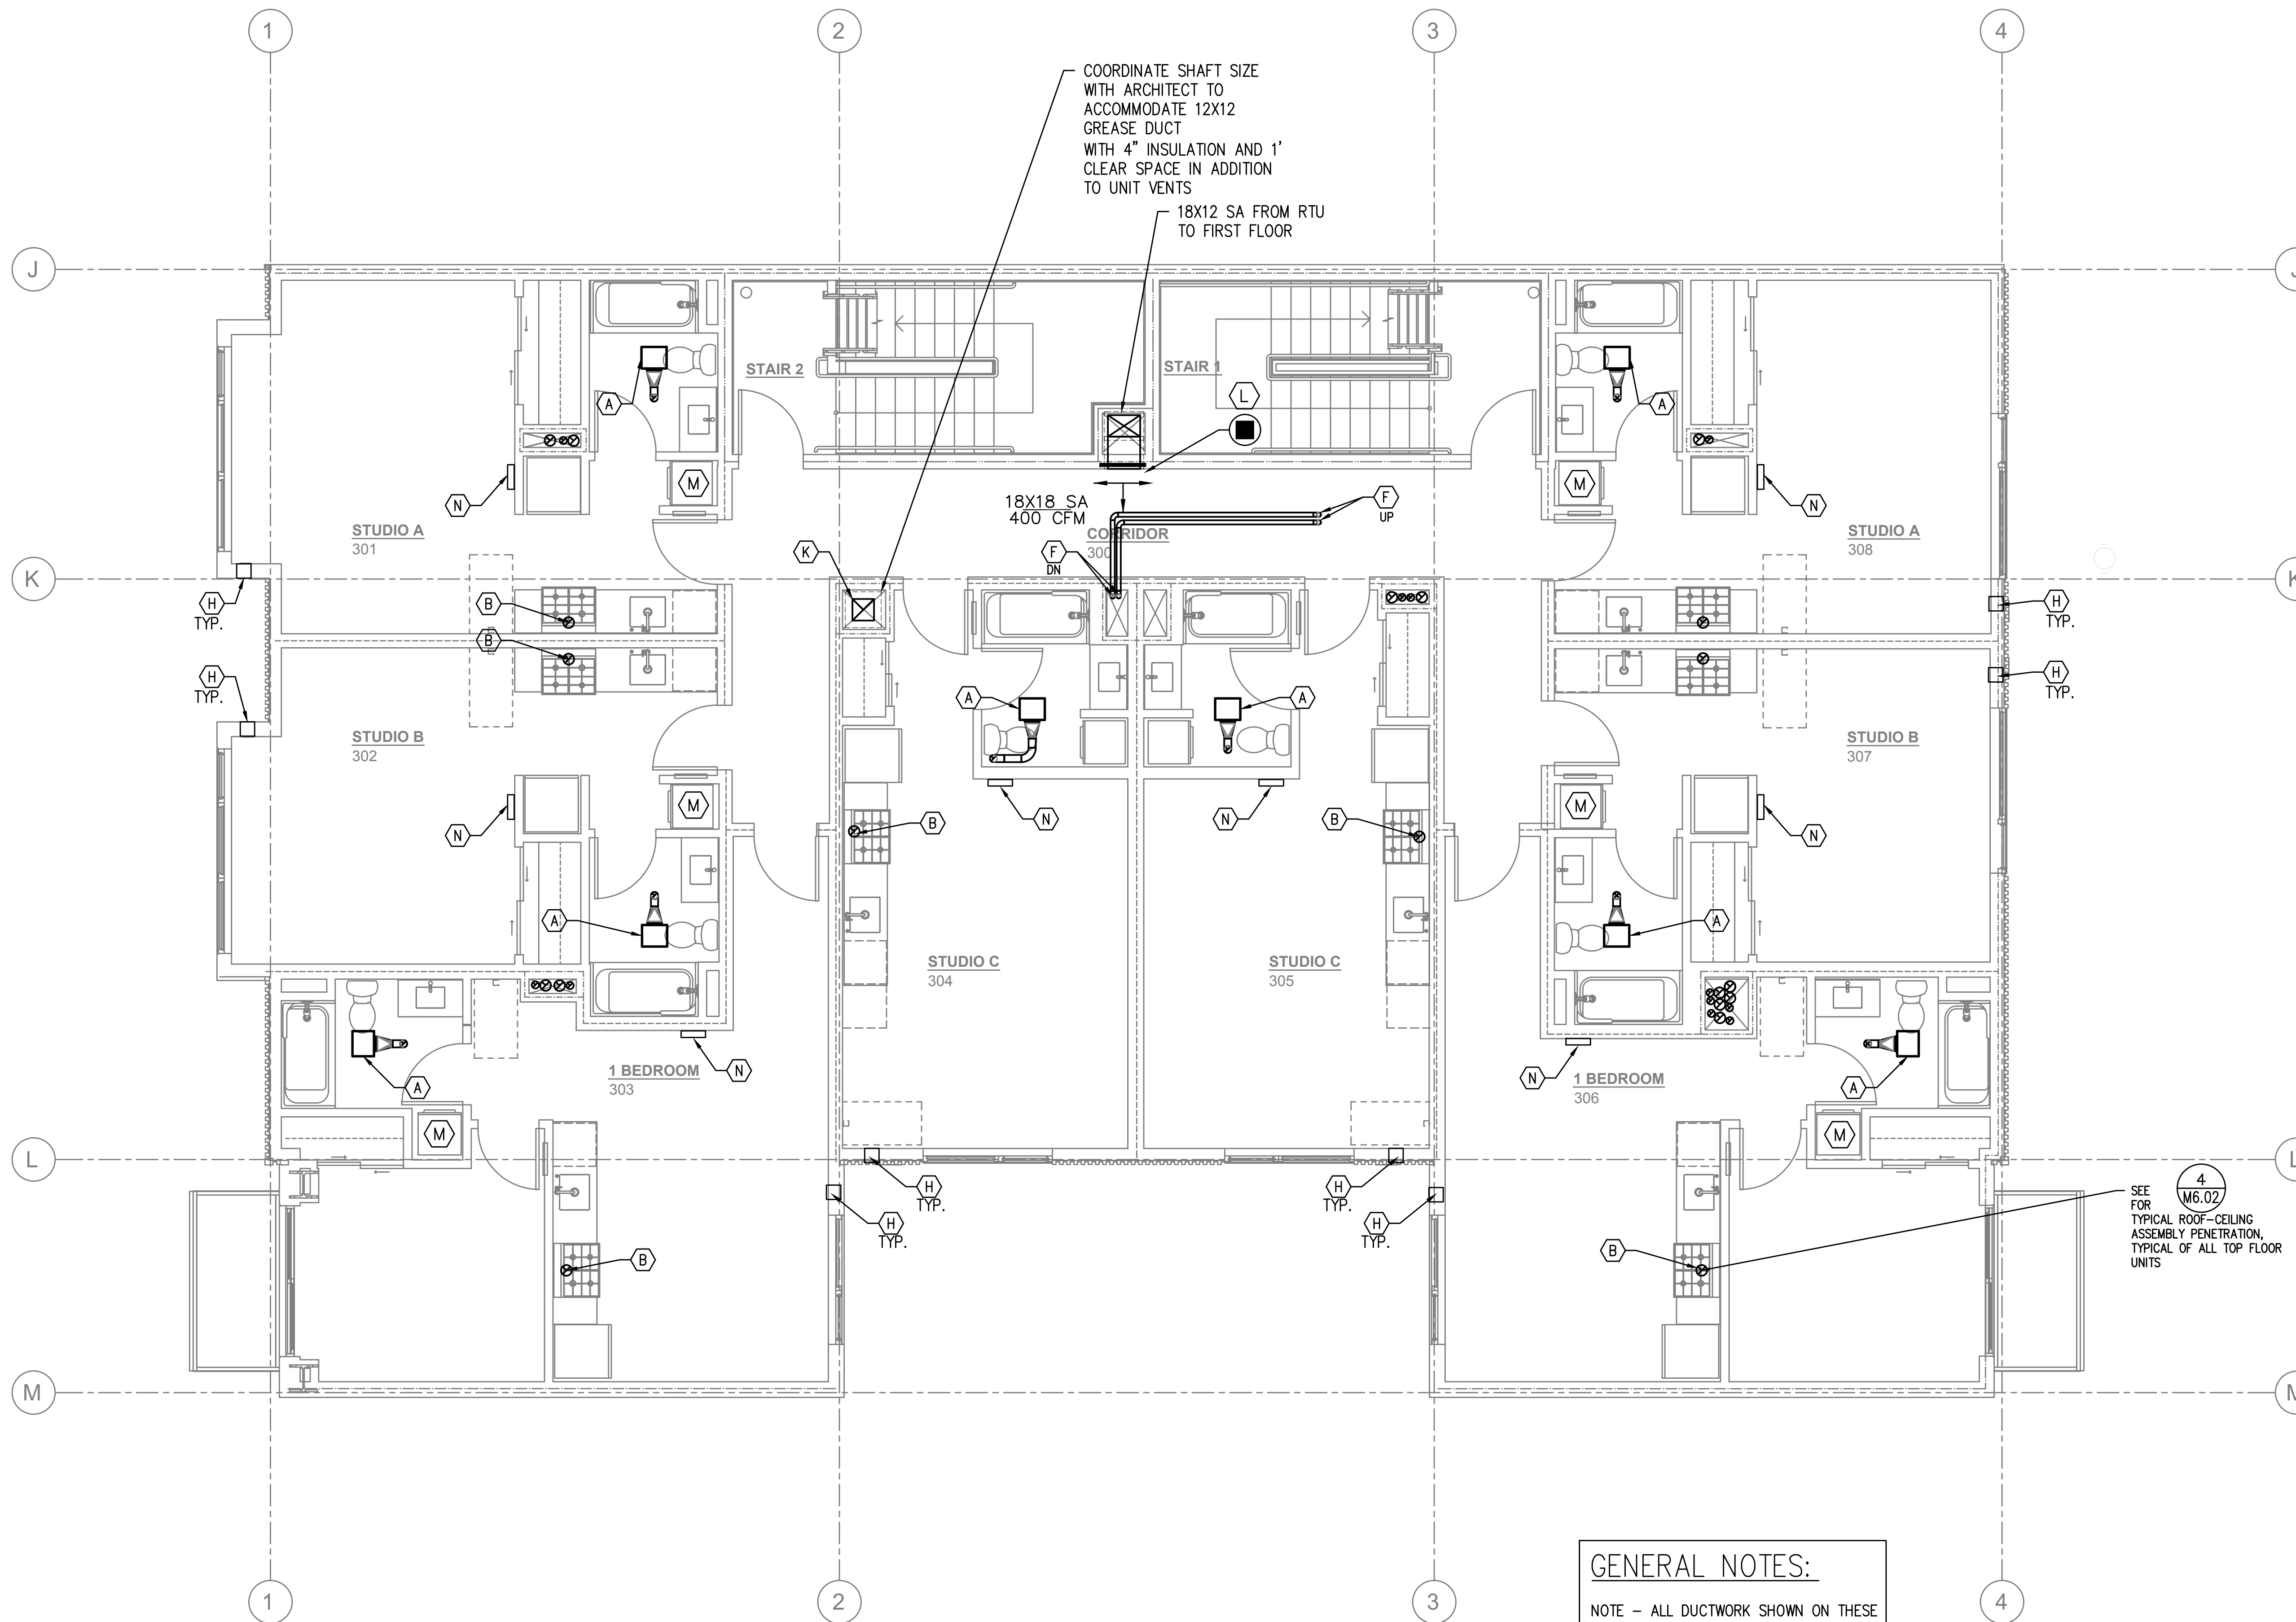 1
2
3
4
COORDINATE SHAFT SIZE
WITH ARCHITECT TO
ACCOMMODATE 12X12
GREASE DUCT
WITH 4" INSULATION AND 1'
CLEAR SPACE IN ADDITION
TO UNIT VENTS
18X12 SA FROM RTU
TO FIRST FLOOR
J
J
STAIR 2
STAIR 1
L
A
A
M
M
N
N
18X18 SA
400 CFM
F
UP
STUDIO A
301
CORRIDOR
300
STUDIO A
308
K
F
DN
K
K
H
TYP.
B
H
TYP.
B
H
TYP.
H
TYP.
A
A
STUDIO B
302
STUDIO B
307
M
M
N
N
B
N
N
B
A
A
STUDIO C
304
STUDIO C
305
1 BEDROOM
303
N
A
N
1 BEDROOM
306
A
M
M
L
L
H
TYP.
H
TYP.
H
TYP.
H
TYP.
SEE
4
M6.02
FOR
TYPICAL ROOF-CEILING
ASSEMBLY PENETRATION,
TYPICAL OF ALL TOP FLOOR
UNITS
B
B
M
M
GENERAL NOTES:
NOTE - ALL DUCTWORK SHOWN ON THESE
1
2
3
4